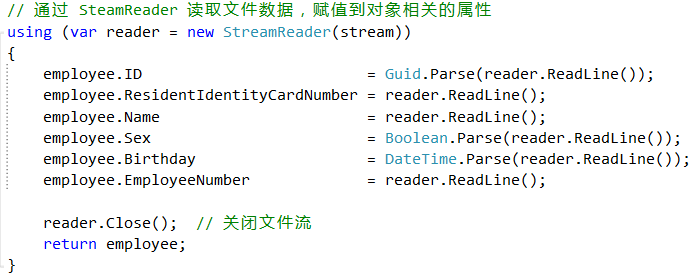 // 通过 SteamReader 读取文件数据，赋值到对象相关的属性
using (var reader = new StreamReader(stream))
{
    employee.ID                         = Guid.Parse(reader.ReadLine());
    employee.ResidentIdentityCardNumber = reader.ReadLine();
    employee.Name                       = reader.ReadLine();
    employee.Sex                        = Boolean.Parse(reader.ReadLine());
    employee.Birthday                   = DateTime.Parse(reader.ReadLine());
    employee.EmployeeNumber             = reader.ReadLine();

    reader.Close();  // 关闭文件流
    return employee;
}